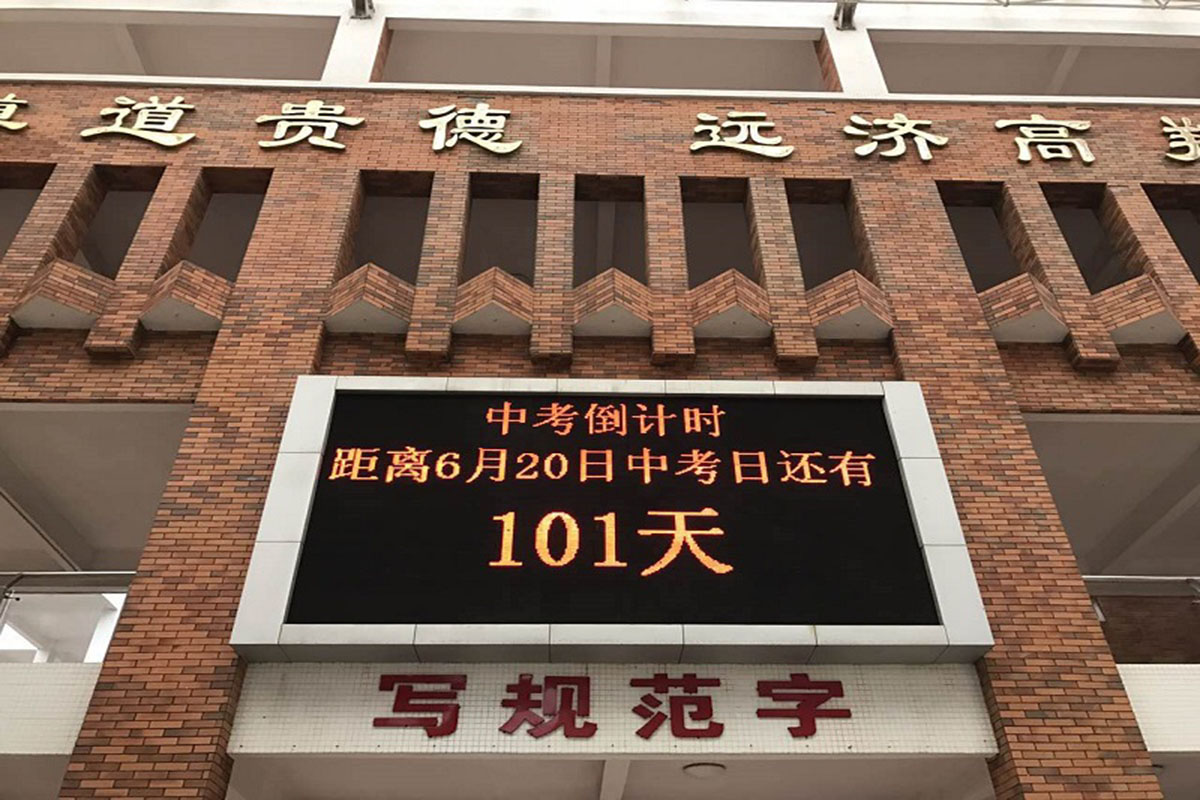 道贵德 远济高
中考倒计时
距离6月20日中考日还有
101天
写规范字